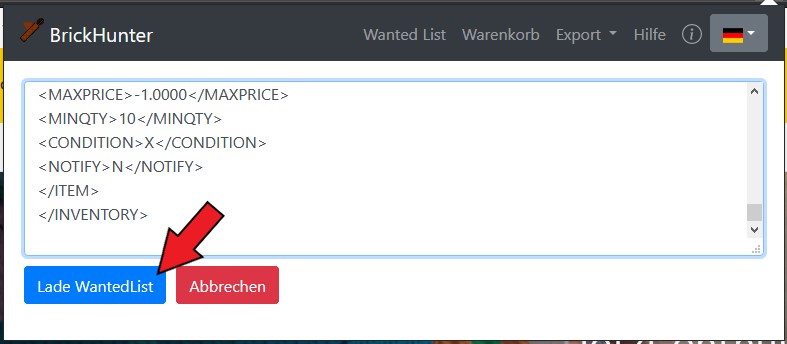 BrickHunter Wanted List Warenkorb Export Hilfe
<MAXPRICE>-1.0000</MAXPRICE>
<MINQTY>10</MINQTY>
<CONDITION>X</CONDITION>
<NOTIFY>N</NOTIFY>
</ITEM>
</INVENTORY>
Lade WantedList Abbrechen